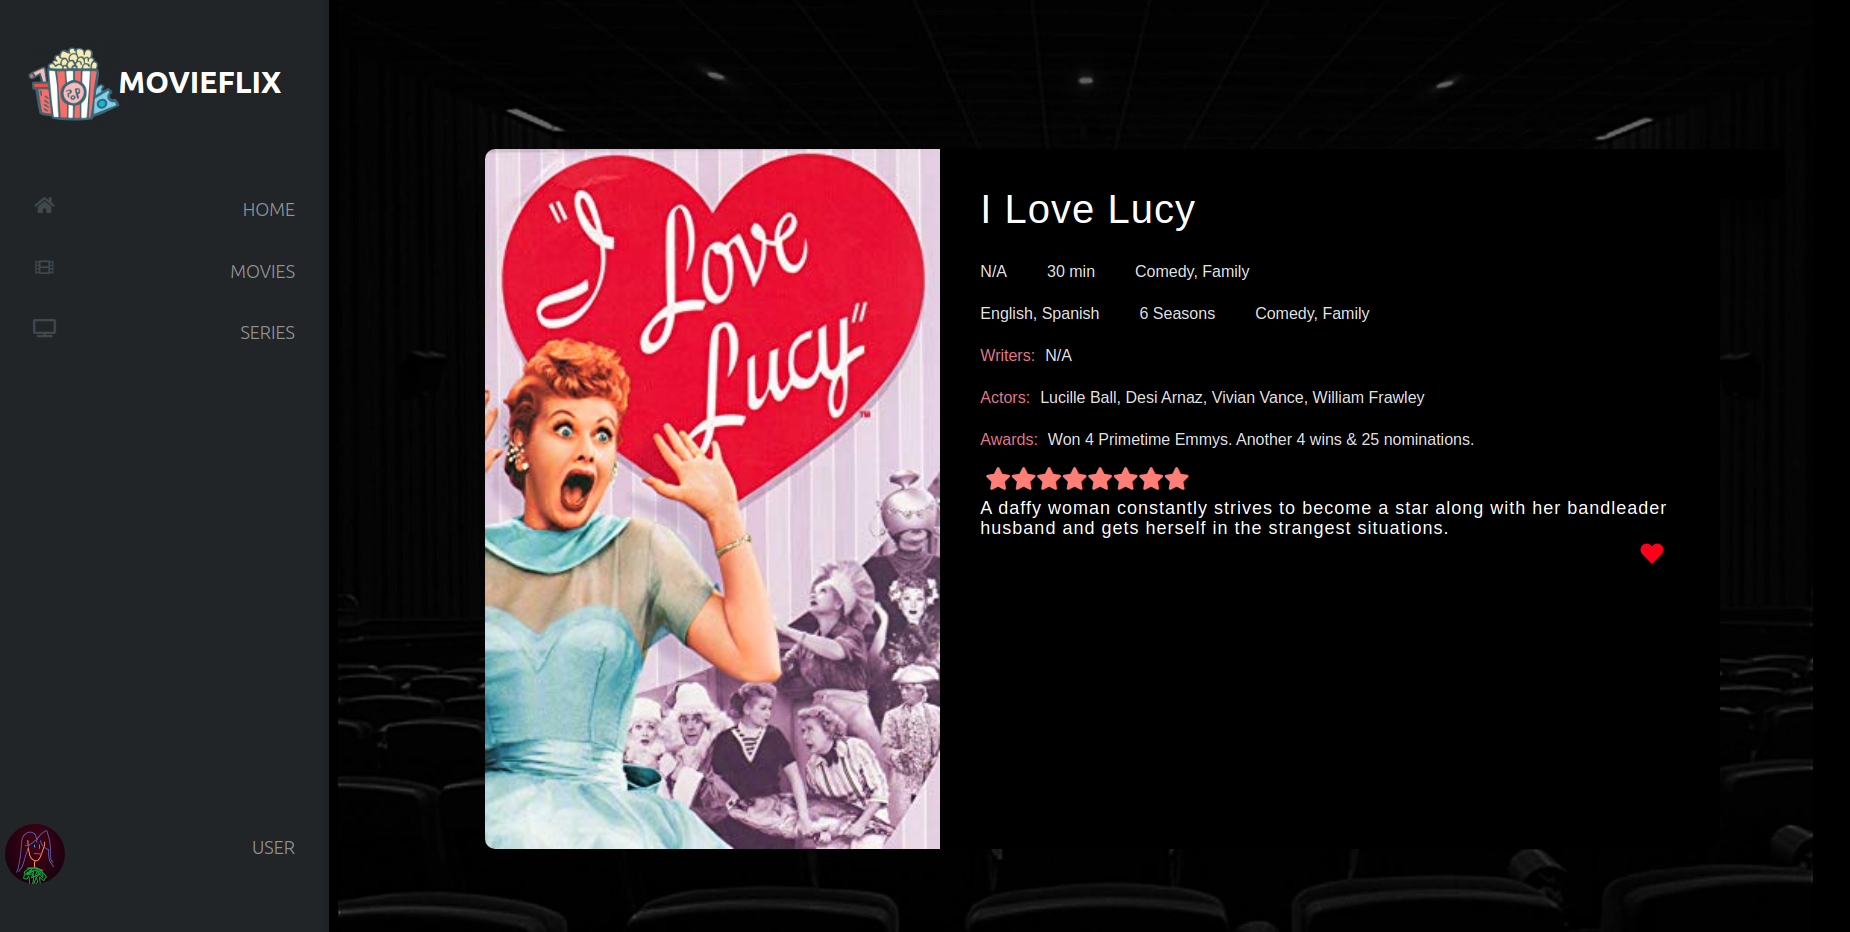 MOVIEFLIX
HOME
MOVIES
SERIES
USER
"I
Love
Lucy"
TM
I Love Lucy
N/A 30 min Comedy, Family
English, Spanish 6 Seasons Comedy, Family
Writers: N/A
Actors: Lucille Ball, Desi Arnaz, Vivian Vance, William Frawley
Awards: Won 4 Primetime Emmys. Another 4 wins & 25 nominations.
A daffy woman constantly strives to become a star along with her bandleader
husband and gets herself in the strangest situations.